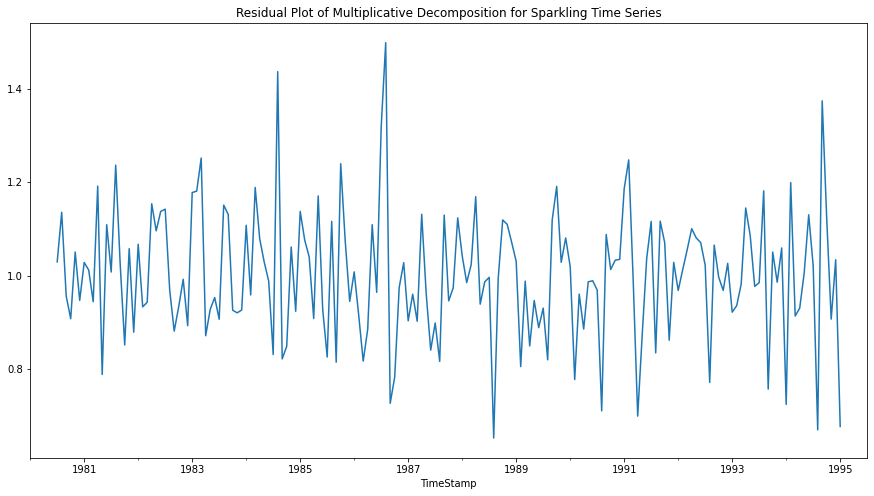 Residual Plot of Multiplicative Decomposition for Sparkling Time Series
1.4
1.2
1.0
0.8
1981 1983 1985 1987 1989 1991 1993 1995
TimeStamp